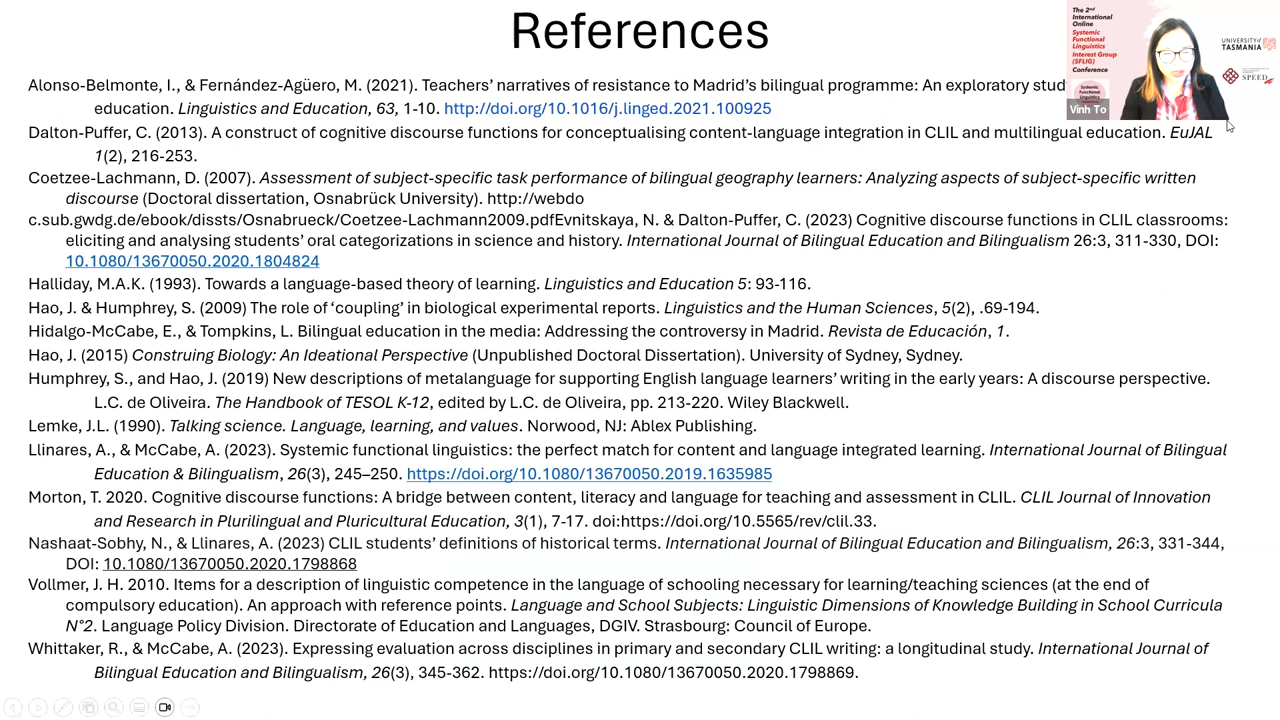 References
Alonso-Belmonte, I., & Fernández-Agüero, M. (2021). Teachers’ narratives of resistance to Madrid’s bilingual programme: An exploratory stud
education. Linguistics and Education, 63, 1-10. http://doi.org/10.1016/j.linged.2021.100925
Dalton-Puffer, C. (2013). A construct of cognitive discourse functions for conceptualising content-language integration in CLIL and multilingual education. EuJAL
1(2), 216-253.
Coetzee-Lachmann, D. (2007). Assessment of subject-specific task performance of bilingual geography learners: Analyzing aspects of subject-specific written
discourse (Doctoral dissertation, Osnabrück University). http://webdo
c.sub.gwdg.de/ebook/dissts/Osnabrueck/Coetzee-Lachmann2009.pdfEvnitskaya, N. & Dalton-Puffer, C. (2023) Cognitive discourse functions in CLIL classrooms:
eliciting and analysing students’ oral categorizations in science and history. International Journal of Bilingual Education and Bilingualism 26:3, 311-330, DOI:
10.1080/13670050.2020.1804824
Halliday, M.A.K. (1993). Towards a language-based theory of learning. Linguistics and Education 5: 93-116.
Hao, J. & Humphrey, S. (2009) The role of ‘coupling’ in biological experimental reports. Linguistics and the Human Sciences, 5(2), .69-194.
Hidalgo-McCabe, E., & Tompkins, L. Bilingual education in the media: Addressing the controversy in Madrid. Revista de Educación, 1.
Hao, J. (2015) Construing Biology: An Ideational Perspective (Unpublished Doctoral Dissertation). University of Sydney, Sydney.
Humphrey, S., and Hao, J. (2019) New descriptions of metalanguage for supporting English language learners’ writing in the early years: A discourse perspective.
L.C. de Oliveira. The Handbook of TESOL K-12, edited by L.C. de Oliveira, pp. 213-220. Wiley Blackwell.
Lemke, J.L. (1990). Talking science. Language, learning, and values. Norwood, NJ: Ablex Publishing.
Llinares, A., & McCabe, A. (2023). Systemic functional linguistics: the perfect match for content and language integrated learning. International Journal of Bilingual
Education & Bilingualism, 26(3), 245–250. https://doi.org/10.1080/13670050.2019.1635985
Morton, T. 2020. Cognitive discourse functions: A bridge between content, literacy and language for teaching and assessment in CLIL. CLIL Journal of Innovation
and Research in Plurilingual and Pluricultural Education, 3(1), 7-17. doi:https://doi.org/10.5565/rev/clil.33.
Nashaat-Sobhy, N., & Llinares, A. (2023) CLIL students’ definitions of historical terms. International Journal of Bilingual Education and Bilingualism, 26:3, 331-344,
DOI: 10.1080/13670050.2020.1798868
Vollmer, J. H. 2010. Items for a description of linguistic competence in the language of schooling necessary for learning/teaching sciences (at the end of
compulsory education). An approach with reference points. Language and School Subjects: Linguistic Dimensions of Knowledge Building in School Curricula
N°2. Language Policy Division. Directorate of Education and Languages, DGIV. Strasbourg: Council of Europe.
Whittaker, R., & McCabe, A. (2023). Expressing evaluation across disciplines in primary and secondary CLIL writing: a longitudinal study. International Journal of
Bilingual Education and Bilingualism, 26(3), 345-362. https://doi.org/10.1080/13670050.2020.1798869.
The 2nd
International
Online
Systemic
Functional
Linguistics
Interest Group
(SFLIG)
Conference
Systemic
Functional
Linguistics
Vinh To
UNIVERSITY of
TASMANIA
SPEED